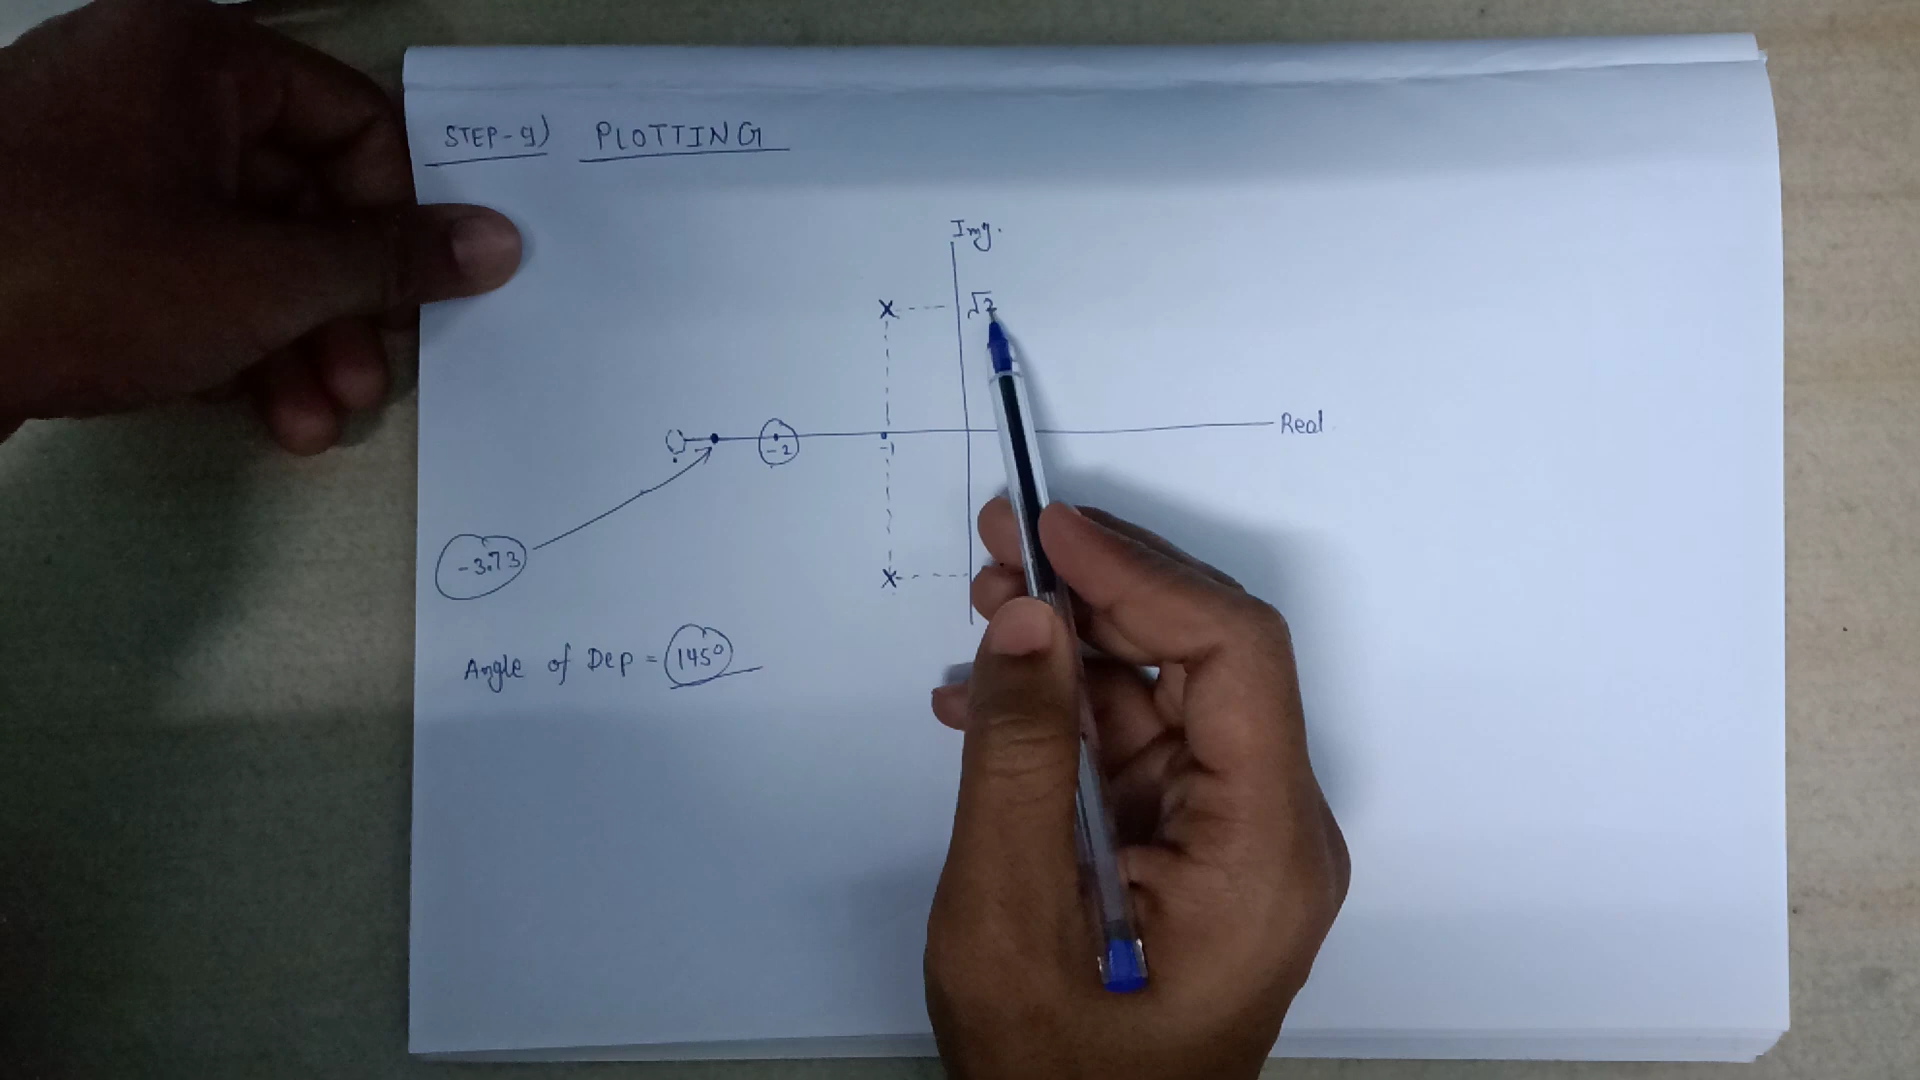 STEP-9) PLOTTING
Img.
√2
Real
-2
-1
-3.73
Angle of Dep = 145°